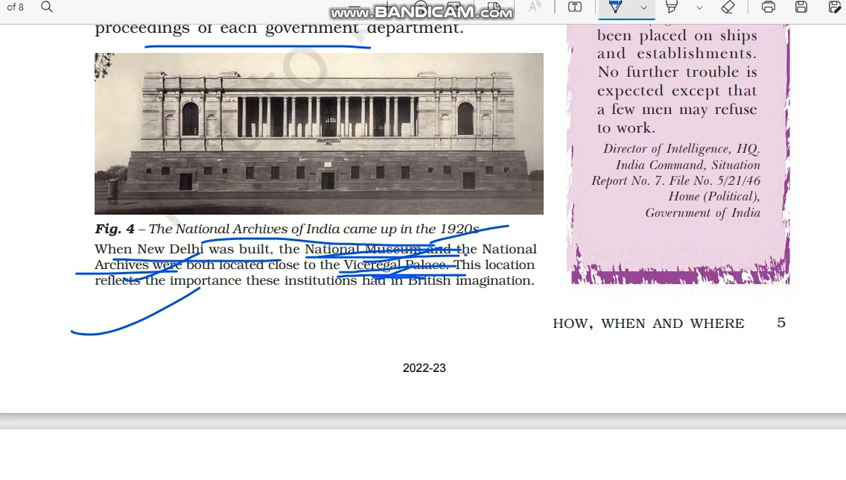 of 8
www.BANDICAM.com
proceedings of each government department.
Fig. 4 – The National Archives of India came up in the 1920s
When New Delhi was built, the National Museum and the National
Archives were both located close to the Viceregal Palace. This location
reflects the importance these institutions had in British imagination.
been placed on ships
and establishments.
No further trouble is
expected except that
a few men may refuse
to work.
Director of Intelligence, HQ.
India Command, Situation
Report No. 7. File No. 5/21/46
Home (Political),
Government of India
HOW, WHEN AND WHERE 5
2022-23